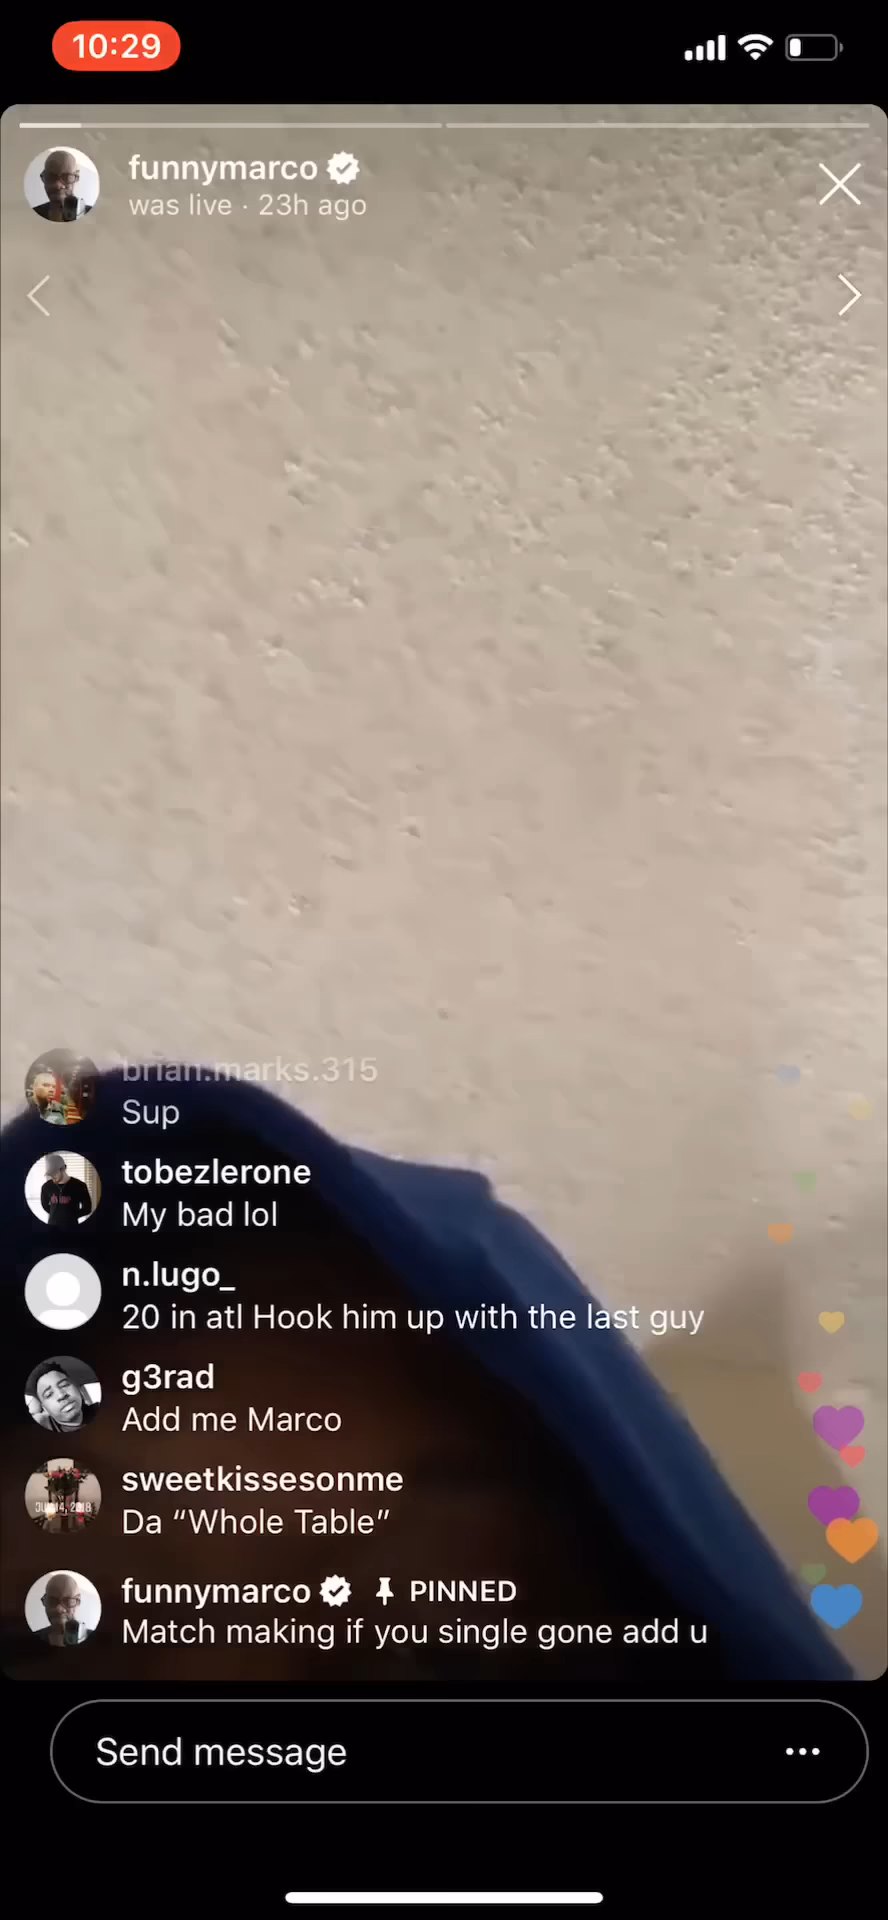 10:29
funnymarco
was live · 23h ago
brian.marks.315
Sup
tobezlerone
My bad lol
n.lugo_
20 in atl Hook him up with the last guy
g3rad
Add me Marco
sweetkissesonme
Da “Whole Table”
funnymarco PINNED
Match making if you single gone add u
Send message